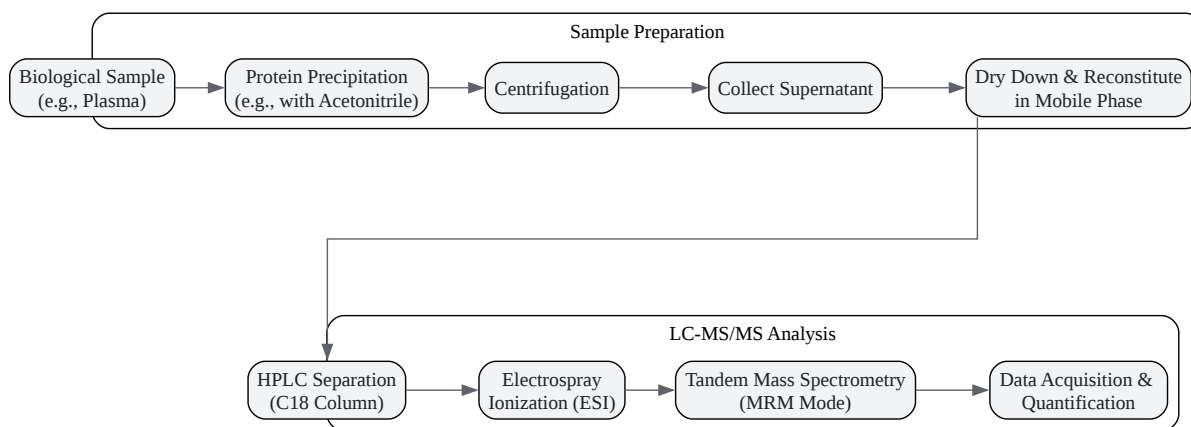 Sample Preparation
Biological Sample
(e.g., Plasma)
Protein Precipitation
(e.g., with Acetonitrile)
Centrifugation
Collect Supernatant
Dry Down & Reconstitute
in Mobile Phase
LC-MS/MS Analysis
HPLC Separation
(C18 Column)
Electrospray
Ionization (ESI)
Tandem Mass Spectrometry
(MRM Mode)
Data Acquisition &
Quantification